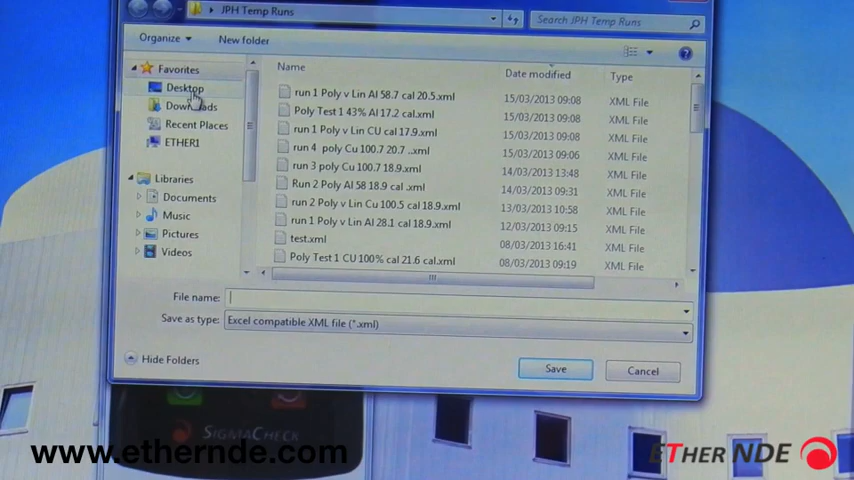 JPH Temp Runs
Search JPH Temp Runs
Organize
New folder
Name
Date modified
Type
Favorites
Desktop
Downloads
Recent Places
ETHER1
Libraries
Documents
Music
Pictures
Videos
run 1 Poly v Lin Al 58.7 cal 20.5.xml 15/03/2013 09:08 XML File
Poly Test 1 43% Al 17.2 cal.xml 15/03/2013 09:08 XML File
run 1 Poly v Lin CU cal 17.9.xml 15/03/2013 09:08 XML File
run 4 poly Cu 100.7 20.7 ..xml 15/03/2013 09:06 XML File
run 3 poly Cu 100.7 18.9.xml 14/03/2013 13:48 XML File
Run 2 Poly Al 58 18.9 cal .xml 14/03/2013 09:31 XML File
run 2 Poly v Lin Cu 100.5 cal 18.9.xml 13/03/2013 10:58 XML File
run 1 Poly v Lin Al 28.1 cal 18.9.xml 12/03/2013 09:15 XML File
test.xml 08/03/2013 16:41 XML File
Poly Test 1 CU 100% cal 21.6 cal.xml 08/03/2013 09:19 XML File
File name:
Save as type: Excel compatible XML file (*.xml)
Hide Folders
Save
Cancel
SIGMACHECK
www.ethernde.com
ETHER NDE